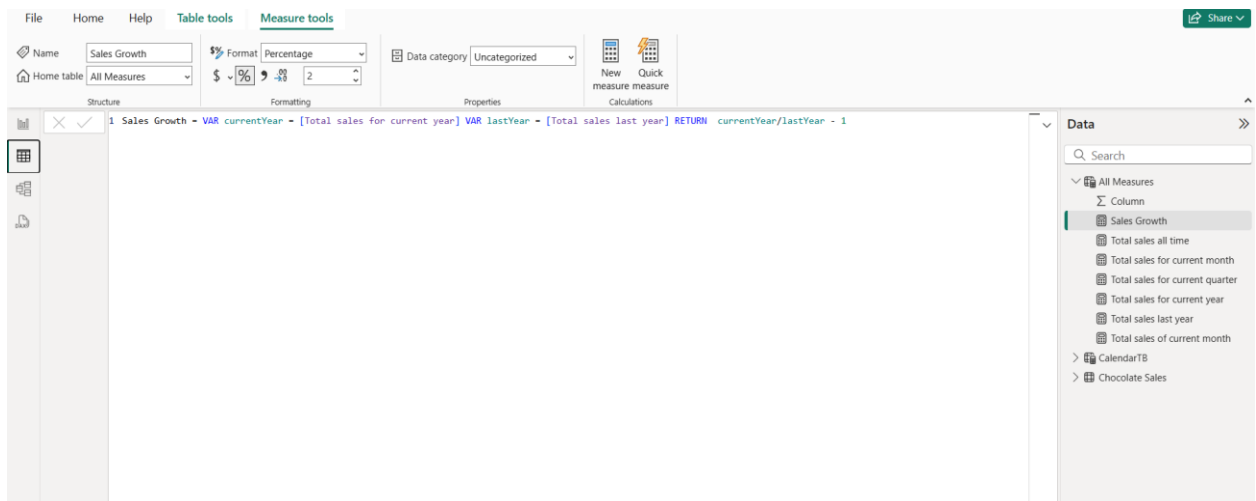 File Home Help Table tools Measure tools Share
Name Sales Growth
Home table All Measures
Structure
$% Format Percentage
$ % 9 .00 2
Formatting
Data category Uncategorized
Properties
New measure
Quick measure
Calculations
1 Sales Growth = VAR currentYear = [Total sales for current year] VAR lastYear = [Total sales last year] RETURN currentYear/lastYear - 1
Data
Search
All Measures
Column
Sales Growth
Total sales all time
Total sales for current month
Total sales for current quarter
Total sales for current year
Total sales last year
Total sales of current month
CalendarTB
Chocolate Sales